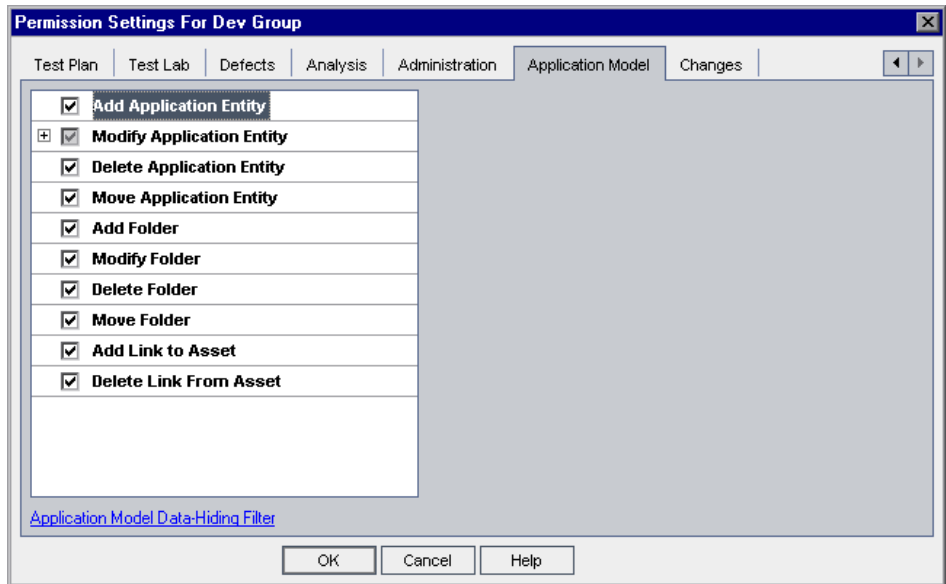 Permission Settings For Dev Group
Test Plan Test Lab Defects Analysis Administration Application Model Changes
Add Application Entity
Modify Application Entity
Delete Application Entity
Move Application Entity
Add Folder
Modify Folder
Delete Folder
Move Folder
Add Link to Asset
Delete Link From Asset
Application Model Data-Hiding Filter
OK Cancel Help